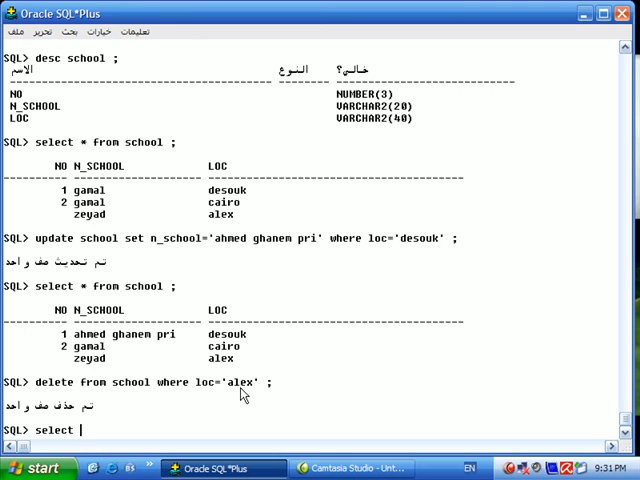 Oracle SQL*Plus
ملف تحرير بحث خيارات تعليمات
SQL> desc school ;
الاسم خالي؟ النوع
NO NUMBER(3)
N_SCHOOL VARCHAR2(20)
LOC VARCHAR2(40)
SQL> select * from school ;
NO N_SCHOOL LOC
1 gamal desouk
2 gamal cairo
zeyad alex
SQL> update school set n_school='ahmed ghanem pri' where loc='desouk' ;
تم تحديث صف واحد
SQL> select * from school ;
NO N_SCHOOL LOC
1 ahmed ghanem pri desouk
2 gamal cairo
zeyad alex
SQL> delete from school where loc='alex' ;
تم حذف صف واحد
SQL> select
start Oracle SQL*Plus Camtasia Studio - Unt... EN 9:31 PM